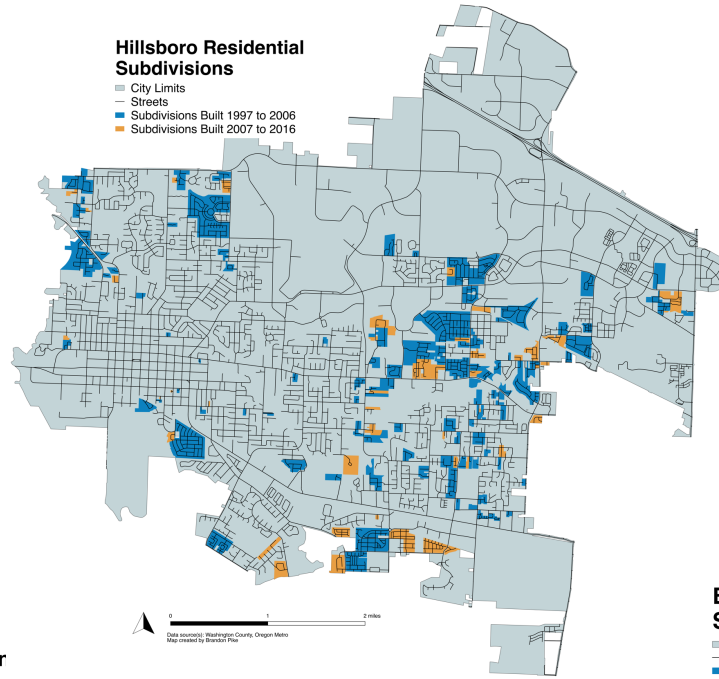 Hillsboro Residential
Subdivisions
City Limits
Streets
Subdivisions Built 1997 to 2006
Subdivisions Built 2007 to 2016
0 1 2 miles
Data source(s): Washington County, Oregon Metro
Map created by Brandon Pike